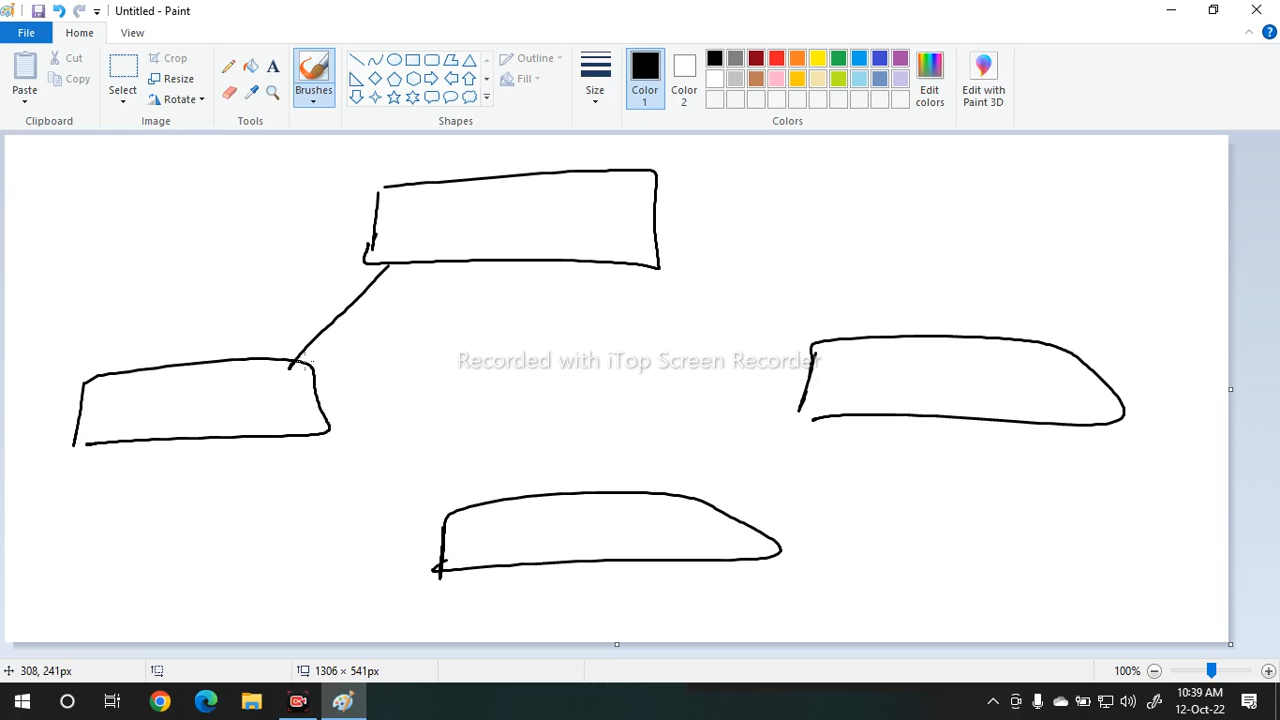 Untitled - Paint
File Home View
Paste Cut Copy Clipboard
Select Crop Resize Rotate Image
Tools
Brushes
Outline Fill Shapes
Size
Color 1 Color 2 Edit colors Colors
Edit with Paint 3D
Recorded with iTop Screen Recorder
308, 241px 1306 × 541px 100%
10:39 AM
12-Oct-22